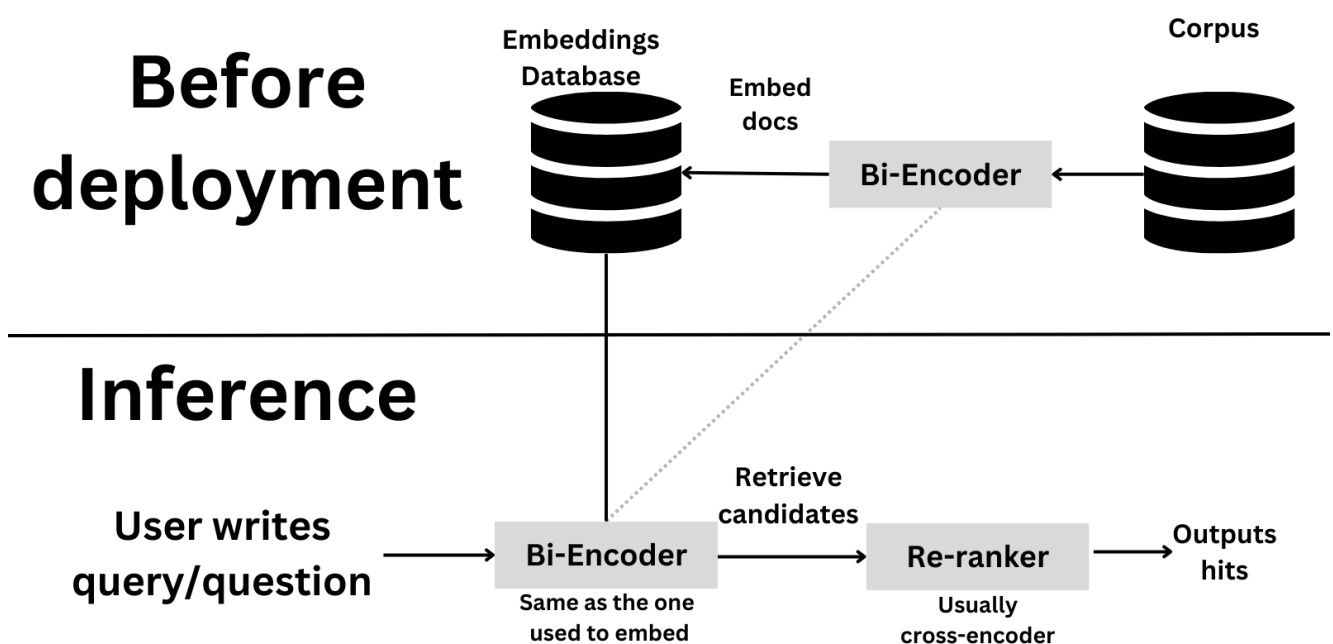 Before
deployment
Embeddings
Database
Embed
docs
Bi-Encoder
Corpus
Inference
User writes
query/question
Bi-Encoder
Same as the one
used to embed
Retrieve
candidates
Re-ranker
Usually
cross-encoder
Outputs
hits